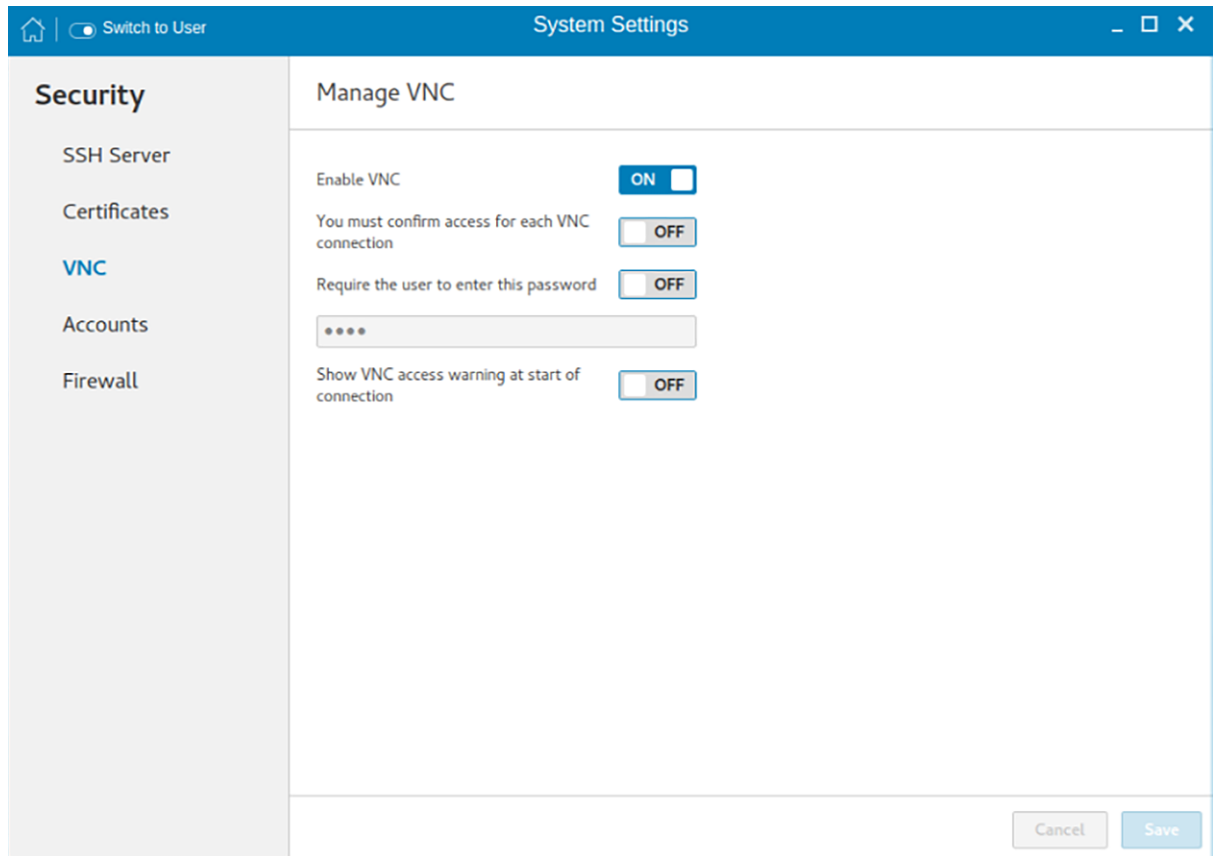 Switch to User
System Settings
Security
SSH Server
Certificates
VNC
Accounts
Firewall
Manage VNC
Enable VNC
ON
You must confirm access for each VNC
connection
OFF
Require the user to enter this password
OFF
••••
Show VNC access warning at start of
connection
OFF
Cancel
Save